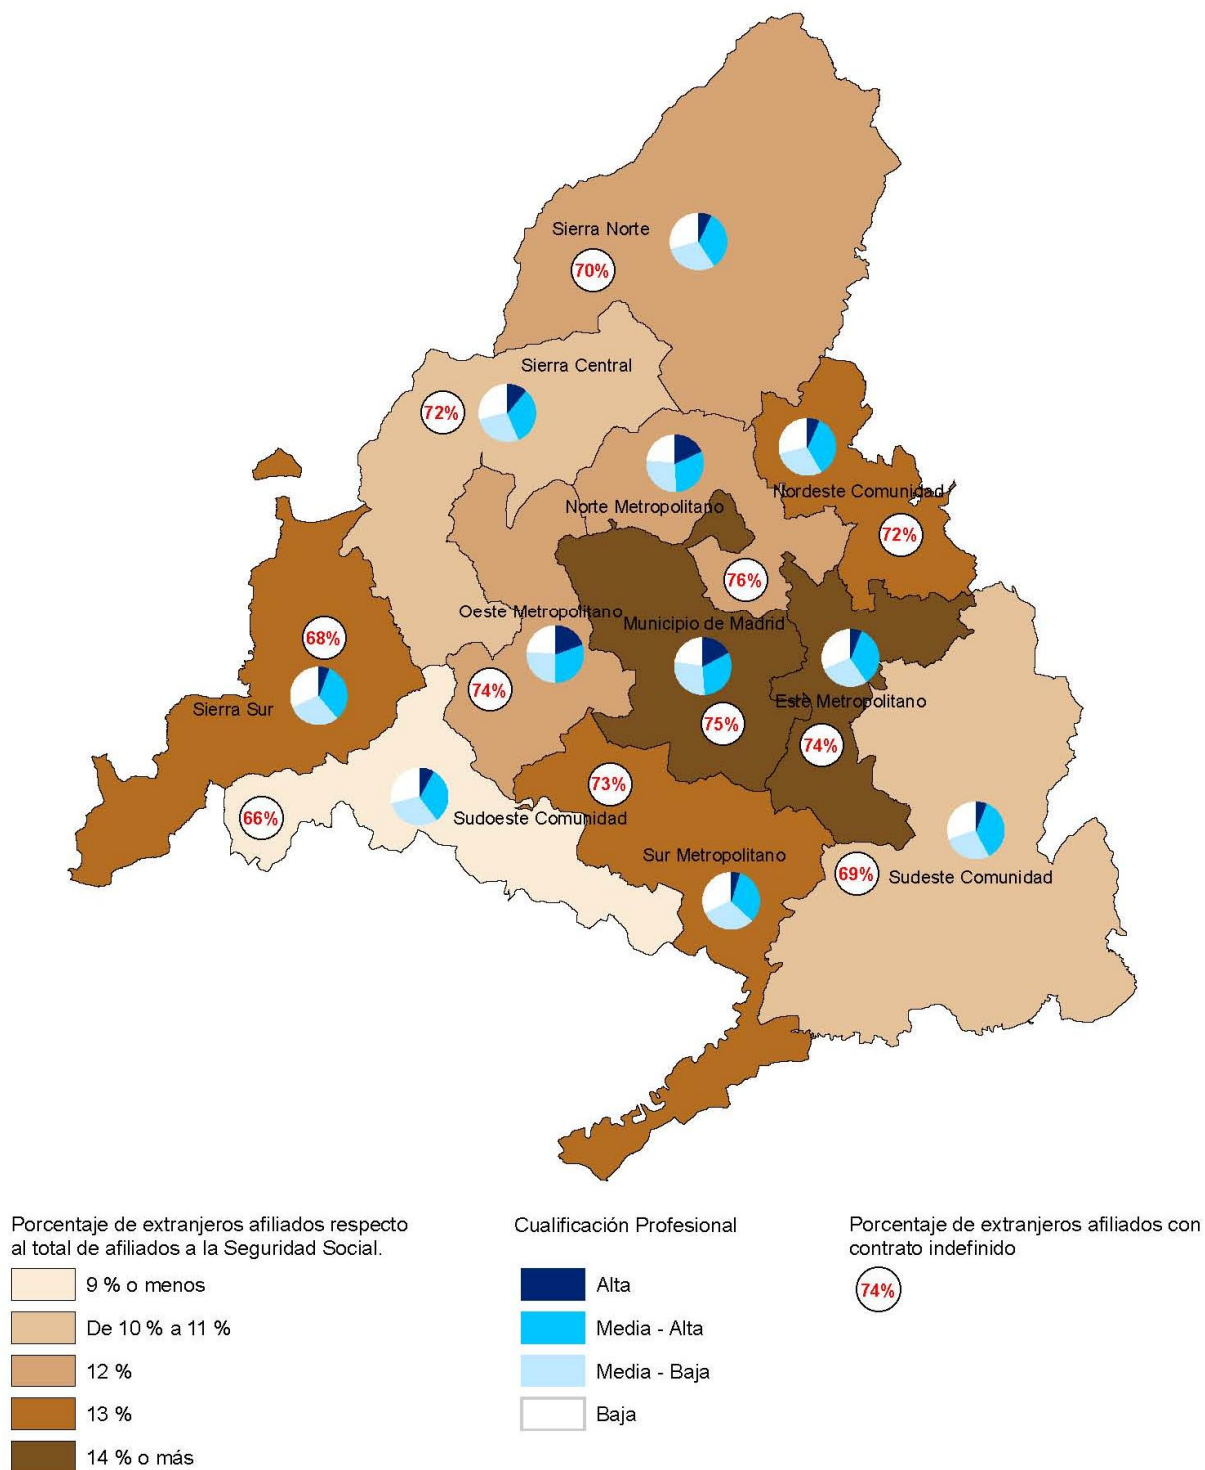 Sierra Norte
70%
Sierra Central
72%
Norte Metropolitano
Nordeste Comunidad
72%
76%
Oeste Metropolitano
Municipio de Madrid
68%
74%
Sierra Sur
Este Metropolitano
75%
74%
73%
66%
Sudoeste Comunidad
Sur Metropolitano
69%
Sudeste Comunidad
Porcentaje de extranjeros afiliados respecto
al total de afiliados a la Seguridad Social.
9 % o menos
De 10 % a 11 %
12 %
13 %
14 % o más
Cualificación Profesional
Alta
Media - Alta
Media - Baja
Baja
Porcentaje de extranjeros afiliados con
contrato indefinido
74%